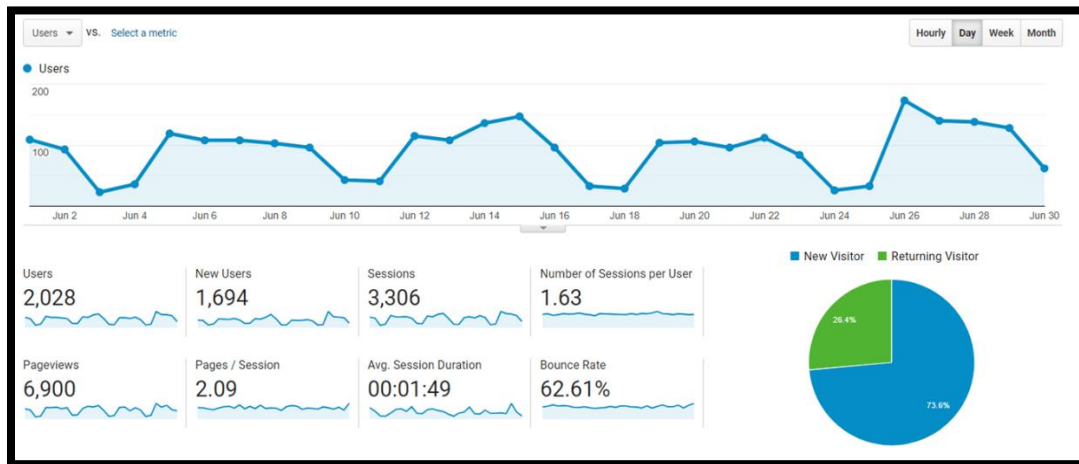 Users VS. Select a metric Hourly Day Week Month
Users
200
100
Jun 2 Jun 4 Jun 6 Jun 8 Jun 10 Jun 12 Jun 14 Jun 16 Jun 18 Jun 20 Jun 22 Jun 24 Jun 26 Jun 28 Jun 30
New Visitor Returning Visitor
Users New Users Sessions Number of Sessions per User
2,028 1,694 3,306 1.63
Pageviews Pages / Session Avg. Session Duration Bounce Rate
6,900 2.09 00:01:49 62.61%
26.4%
73.6%